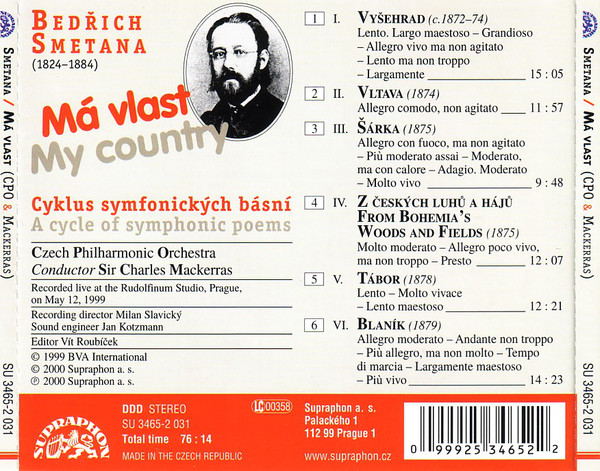 SMETANA / MÁ VLAST (CPO & MACKERRAS)
SU 3465-2 031
BEDŘICH
SMETANA
(1824–1884)
Má vlast
My country
Cyklus symfonických básní
A cycle of symphonic poems
Czech Philharmonic Orchestra
Conductor Sir Charles Mackerras
Recorded live at the Rudolfinum Studio, Prague,
on May 12, 1999
Recording director Milan Slavický
Sound engineer Jan Kotzmann
Editor Vít Roubíček
© 1999 BVA International
© 2000 Supraphon a. s.
℗ 2000 Supraphon a. s.
1 I. VYŠEHRAD (c.1872–74)
Lento. Largo maestoso – Grandioso
– Allegro vivo ma non agitato
– Lento ma non troppo
– Largamente 15 : 05
2 II. VLTAVA (1874)
Allegro comodo, non agitato 11 : 57
3 III. ŠÁRKA (1875)
Allegro con fuoco, ma non agitato
– Più moderato assai – Moderato,
ma con calore – Adagio. Moderato
– Molto vivo 9 : 48
4 IV. Z ČESKÝCH LUHŮ A HÁJŮ
FROM BOHEMIA'S
WOODS AND FIELDS (1875)
Molto moderato – Allegro poco vivo,
ma non troppo – Presto 12 : 07
5 V. TÁBOR (1878)
Lento – Molto vivace
– Lento maestoso 12 : 21
6 VI. BLANÍK (1879)
Allegro moderato – Andante non troppo
– Più allegro, ma non molto – Tempo
di marcia – Largamente maestoso
– Più vivo 14 : 23
SUPRAPHON
DDD STEREO
SU 3465-2 031
Total time 76 : 14
MADE IN THE CZECH REPUBLIC
LC 00358
Supraphon a. s.
Palackého 1
112 99 Prague 1
www.supraphon.cz
0 99925 34652 2
SMETANA / MÁ VLAST (CPO & MACKERRAS)
SU 3465-2 031